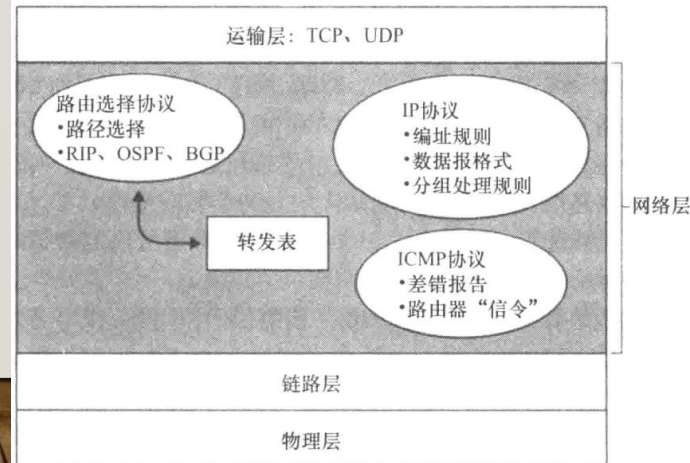 运输层：TCP、UDP
路由选择协议
•路径选择
•RIP、OSPF、BGP
转发表
IP协议
•编址规则
•数据报格式
•分组处理规则
ICMP协议
•差错报告
•路由器“信令”
网络层
链路层
物理层